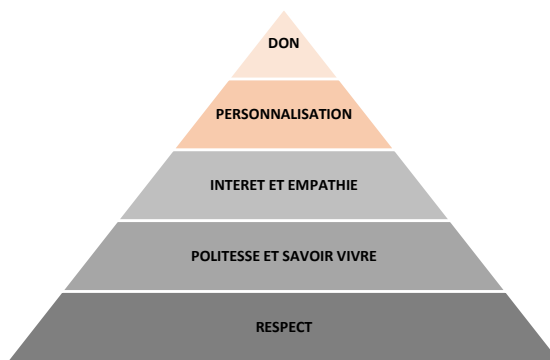 DON
PERSONNALISATION
INTERET ET EMPATHIE
POLITESSE ET SAVOIR VIVRE
RESPECT